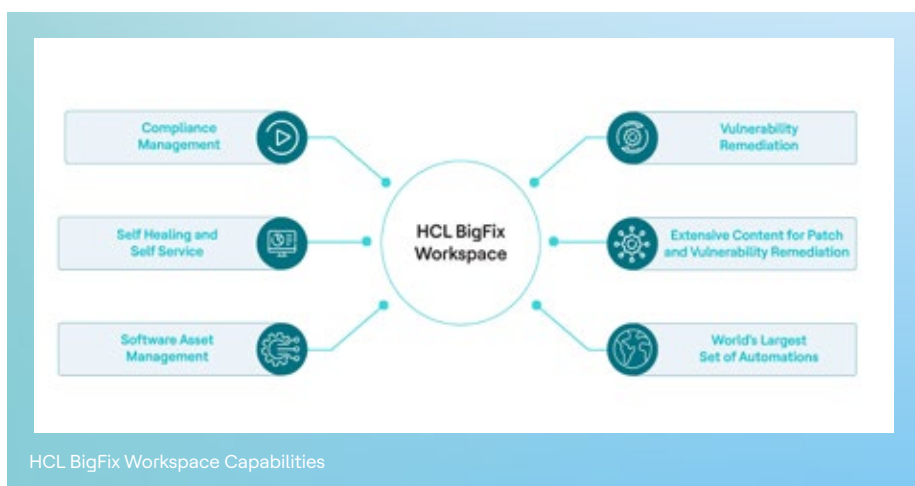 Compliance
Management
Self Healing and
Self Service
Software Asset
Management
HCL BigFix
Workspace
Vulnerability
Remediation
Extensive Content for Patch
and Vulnerability Remediation
World's Largest
Set of Automations
HCL BigFix Workspace Capabilities